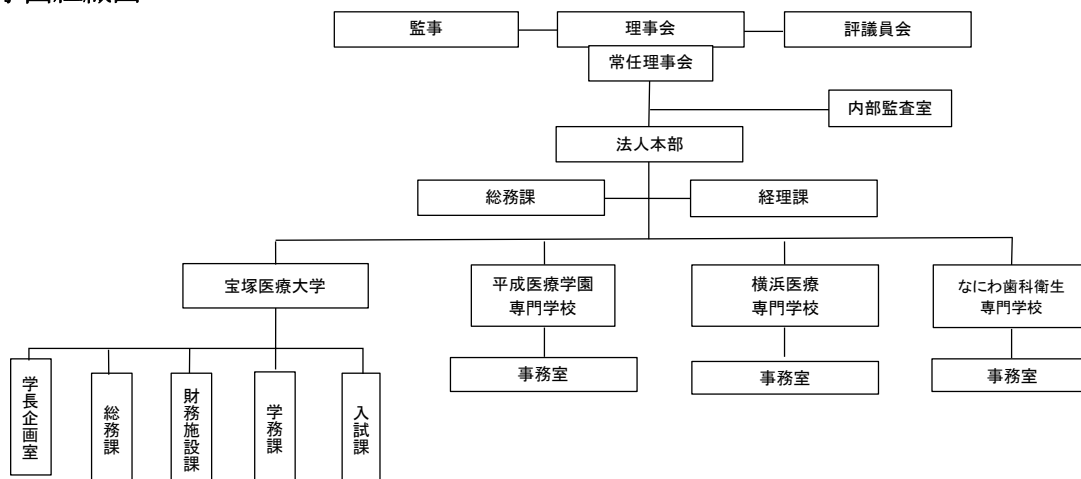 監事
理事会
評議員会
常任理事会
内部監査室
法人本部
総務課
経理課
宝塚医療大学
平成医療学園
専門学校
横浜医療
専門学校
なにわ歯科衛生
専門学校
事務室
事務室
事務室
学長企画室
総務課
財務施設課
学務課
入試課